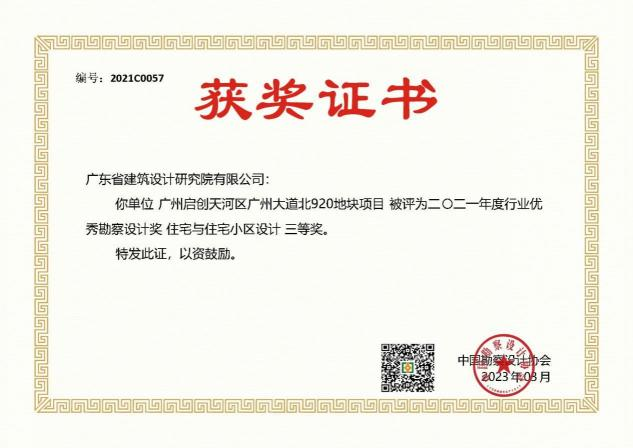 编号：2021C0057
获奖证书
广东省建筑设计研究院有限公司：
你单位 广州启创天河区广州大道北920地块项目 被评为二〇二一年度行业优
秀勘察设计奖 住宅与住宅小区设计 三等奖。
特发此证，以资鼓励。
中国勘察设计协会
2023年03月